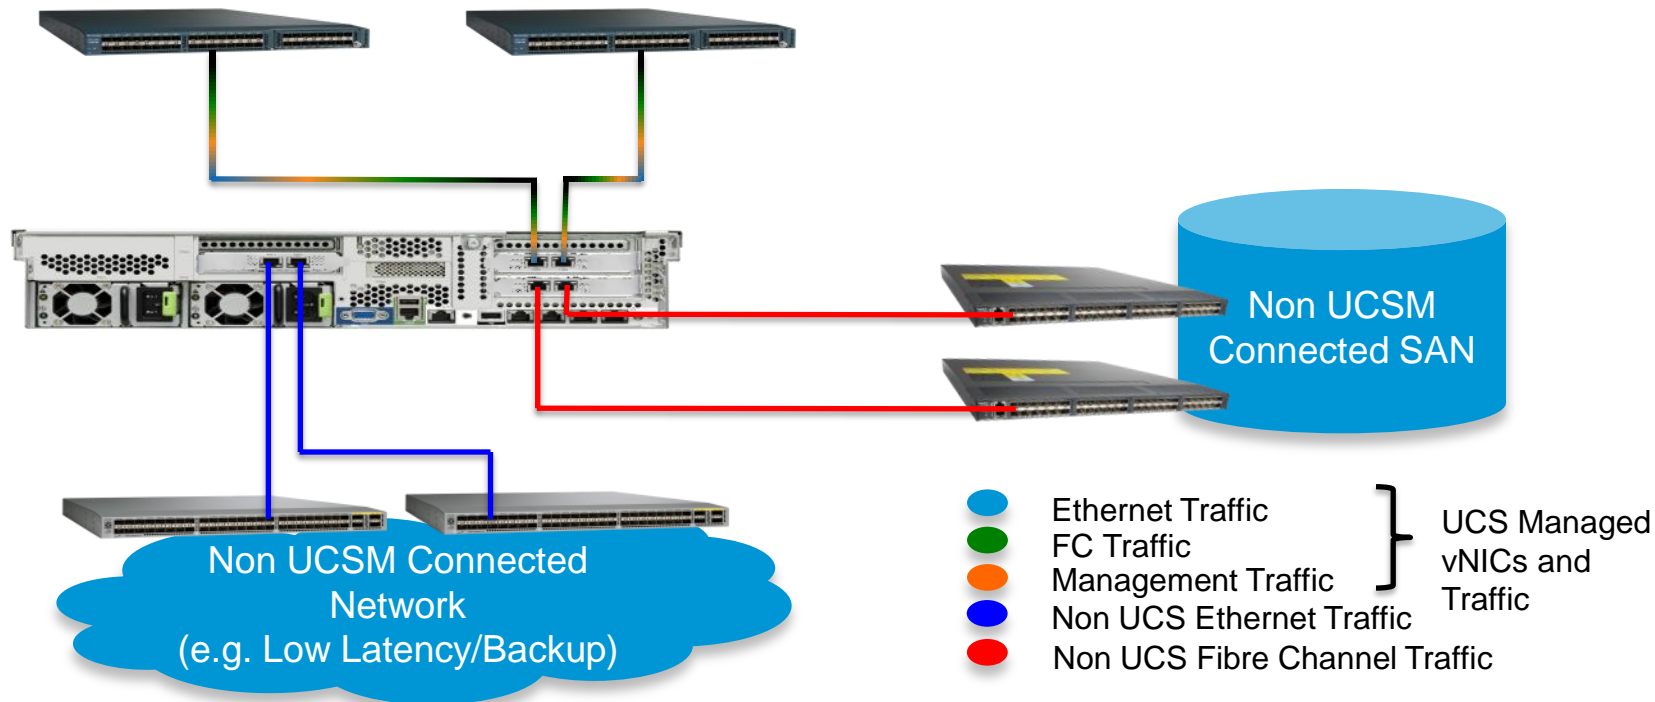 Non UCSM
Connected SAN
Non UCSM Connected
Network
(e.g. Low Latency/Backup)
Ethernet Traffic
FC Traffic
Management Traffic
Non UCS Ethernet Traffic
Non UCS Fibre Channel Traffic
UCS Managed
vNICs and
Traffic